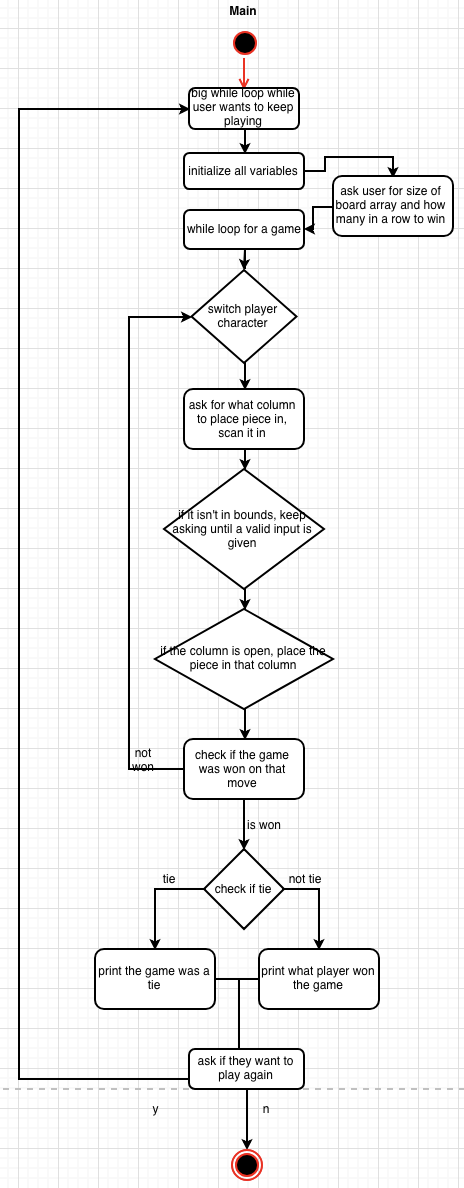 Main
big while loop while
user wants to keep
playing
initialize all variables
ask user for size of
board array and how
many in a row to win
while loop for a game
switch player
character
ask for what column
to place piece in,
scan it in
if it isn't in bounds, keep
asking until a valid input is
given
if the column is open, place the
piece in that column
not
won
check if the game
was won on that
move
is won
tie
check if tie
not tie
print the game was a
tie
print what player won
the game
ask if they want to
play again
y
n